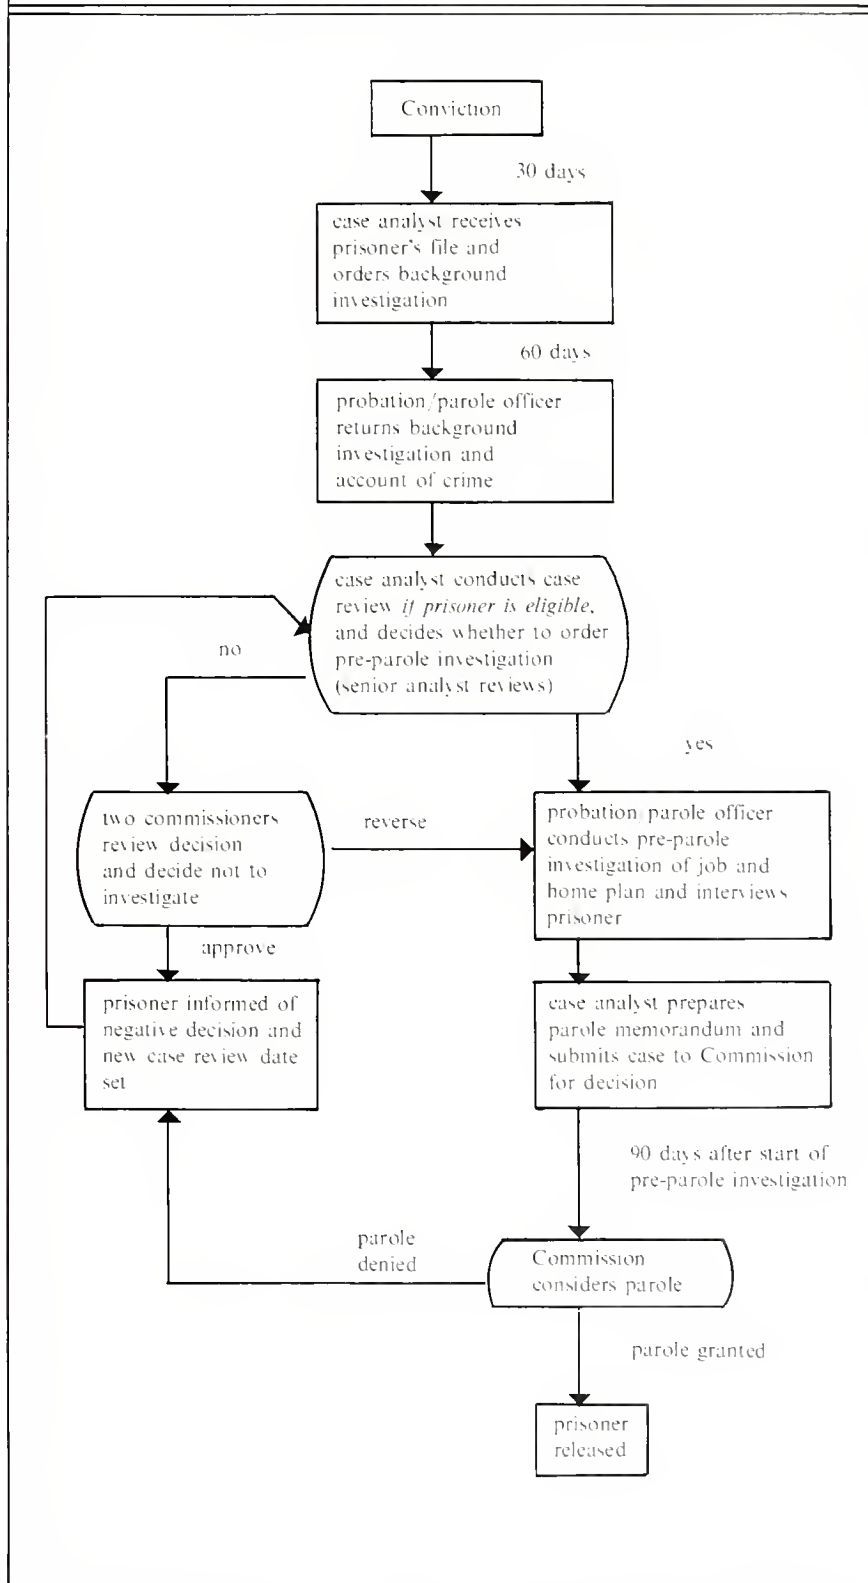 Conviction
30 days
case analyst receives
prisoner's file and
orders background
investigation
60 days
probation/parole officer
returns background
investigation and
account of crime
case analyst conducts case
review if prisoner is eligible,
and decides whether to order
pre-parole investigation
(senior analyst reviews)
no
yes
two commissioners
review decision
and decide not to
investigate
reverse
probation parole officer
conducts pre-parole
investigation of job and
home plan and interviews
prisoner
approve
prisoner informed of
negative decision and
new case review date
set
case analyst prepares
parole memorandum and
submits case to Commission
for decision
90 days after start of
pre-parole investigation
parole
denied
Commission
considers parole
parole granted
prisoner
released